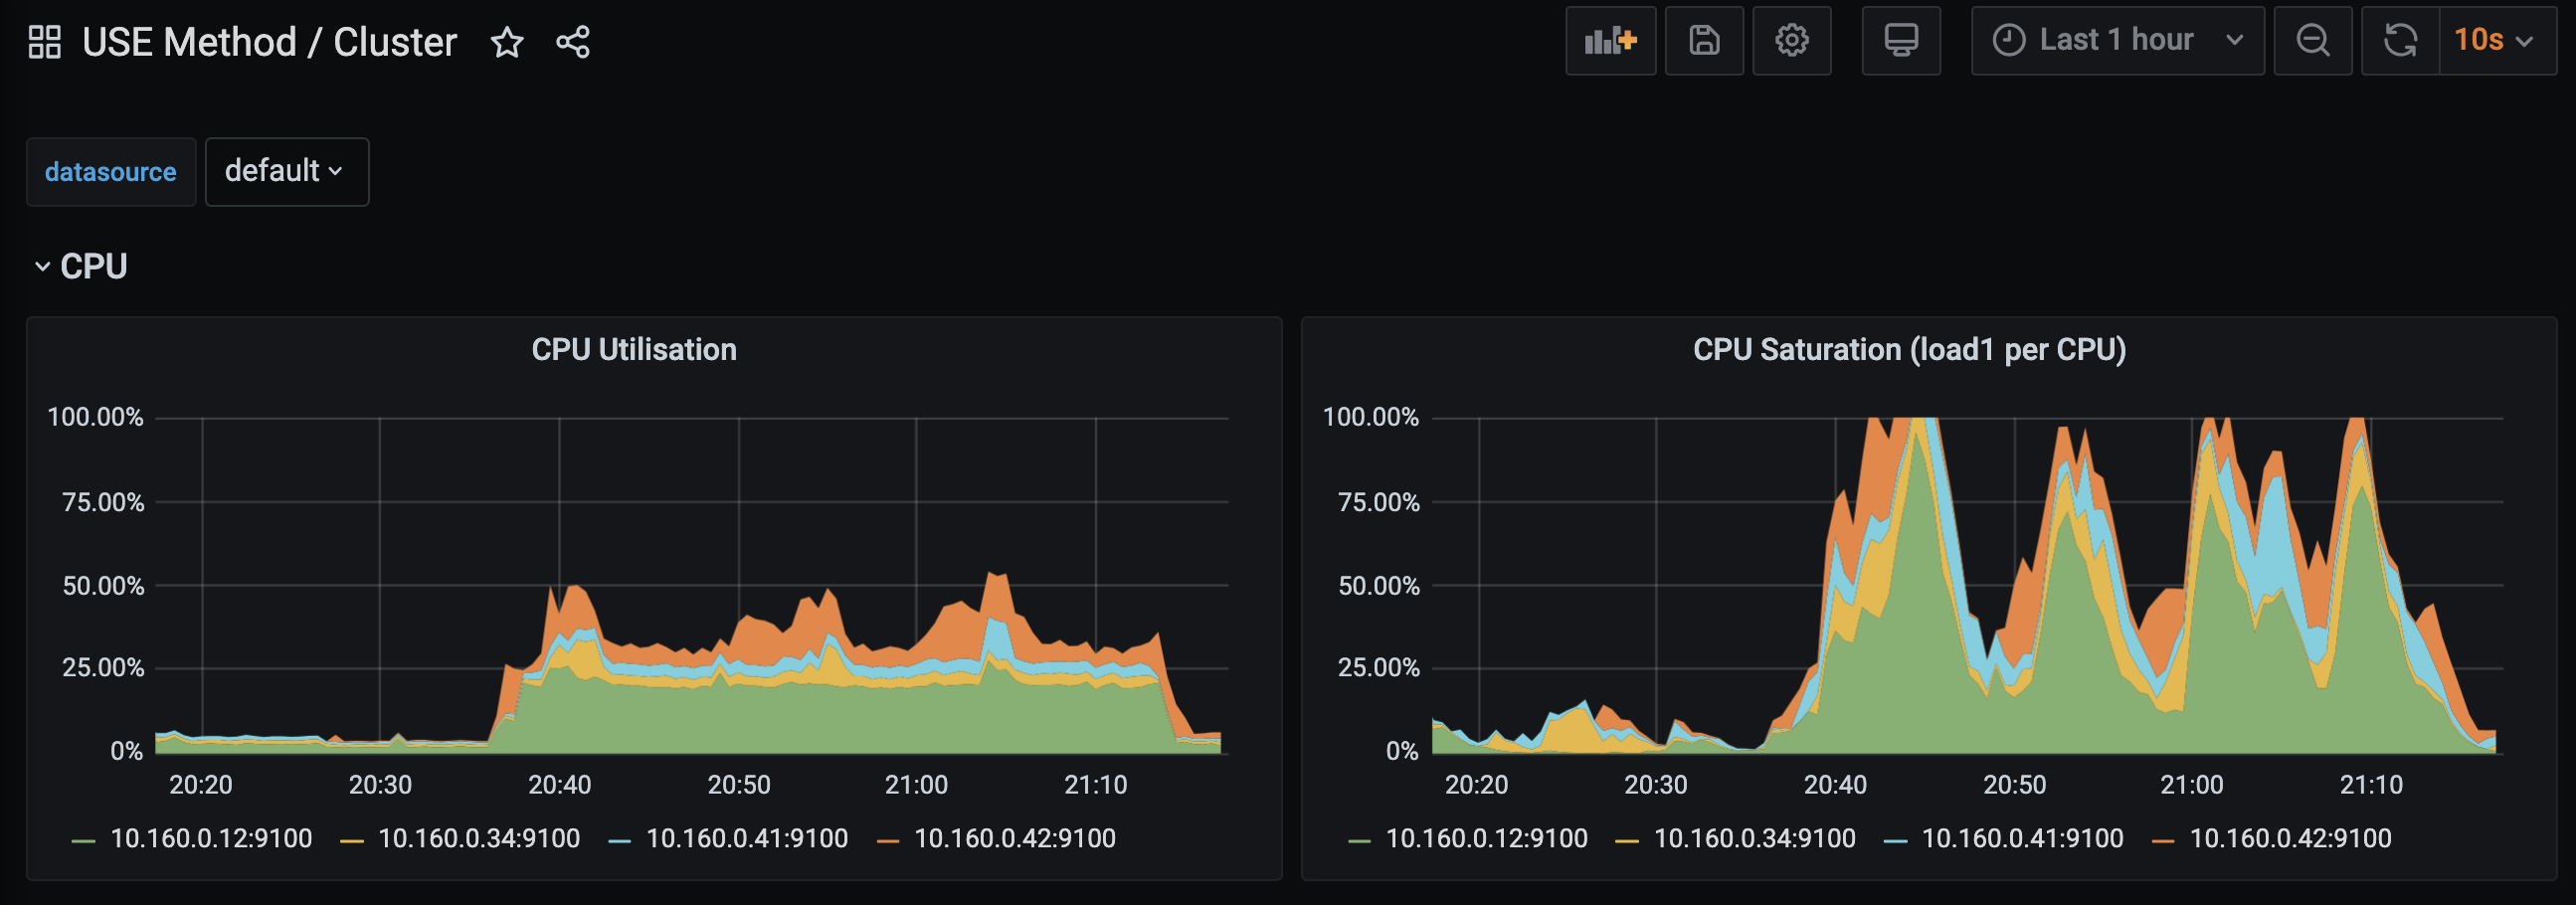 USE Method / Cluster
Last 1 hour
10s
datasource default
CPU
CPU Utilisation
100.00%
75.00%
50.00%
25.00%
0%
20:20 20:30 20:40 20:50 21:00 21:10
10.160.0.12:9100 10.160.0.34:9100 10.160.0.41:9100 10.160.0.42:9100
CPU Saturation (load1 per CPU)
100.00%
75.00%
50.00%
25.00%
0%
20:20 20:30 20:40 20:50 21:00 21:10
10.160.0.12:9100 10.160.0.34:9100 10.160.0.41:9100 10.160.0.42:9100